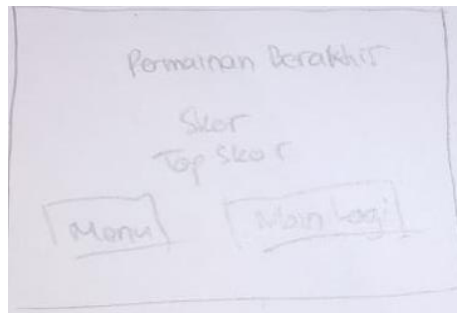 Permainan Berakhir
Skor
Top Skor
Menu
Main Lagi